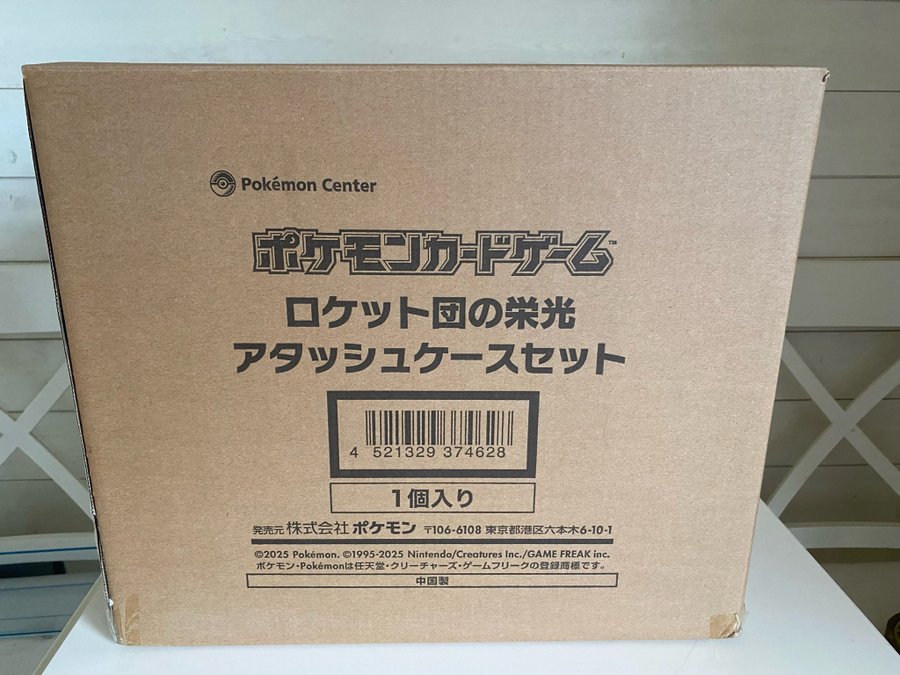 Pokémon Center
ポケモンカードゲーム™
ロケット団の栄光
アタッシュケースセット
4 521329 374628
1個入り
発売元 株式会社 ポケモン 〒106-6108 東京都港区六本木6-10-1
©2025 Pokémon. ©1995-2025 Nintendo/Creatures Inc./GAME FREAK inc.
ポケモン・Pokémonは任天堂・クリーチャーズ・ゲームフリークの登録商標です。
中国製